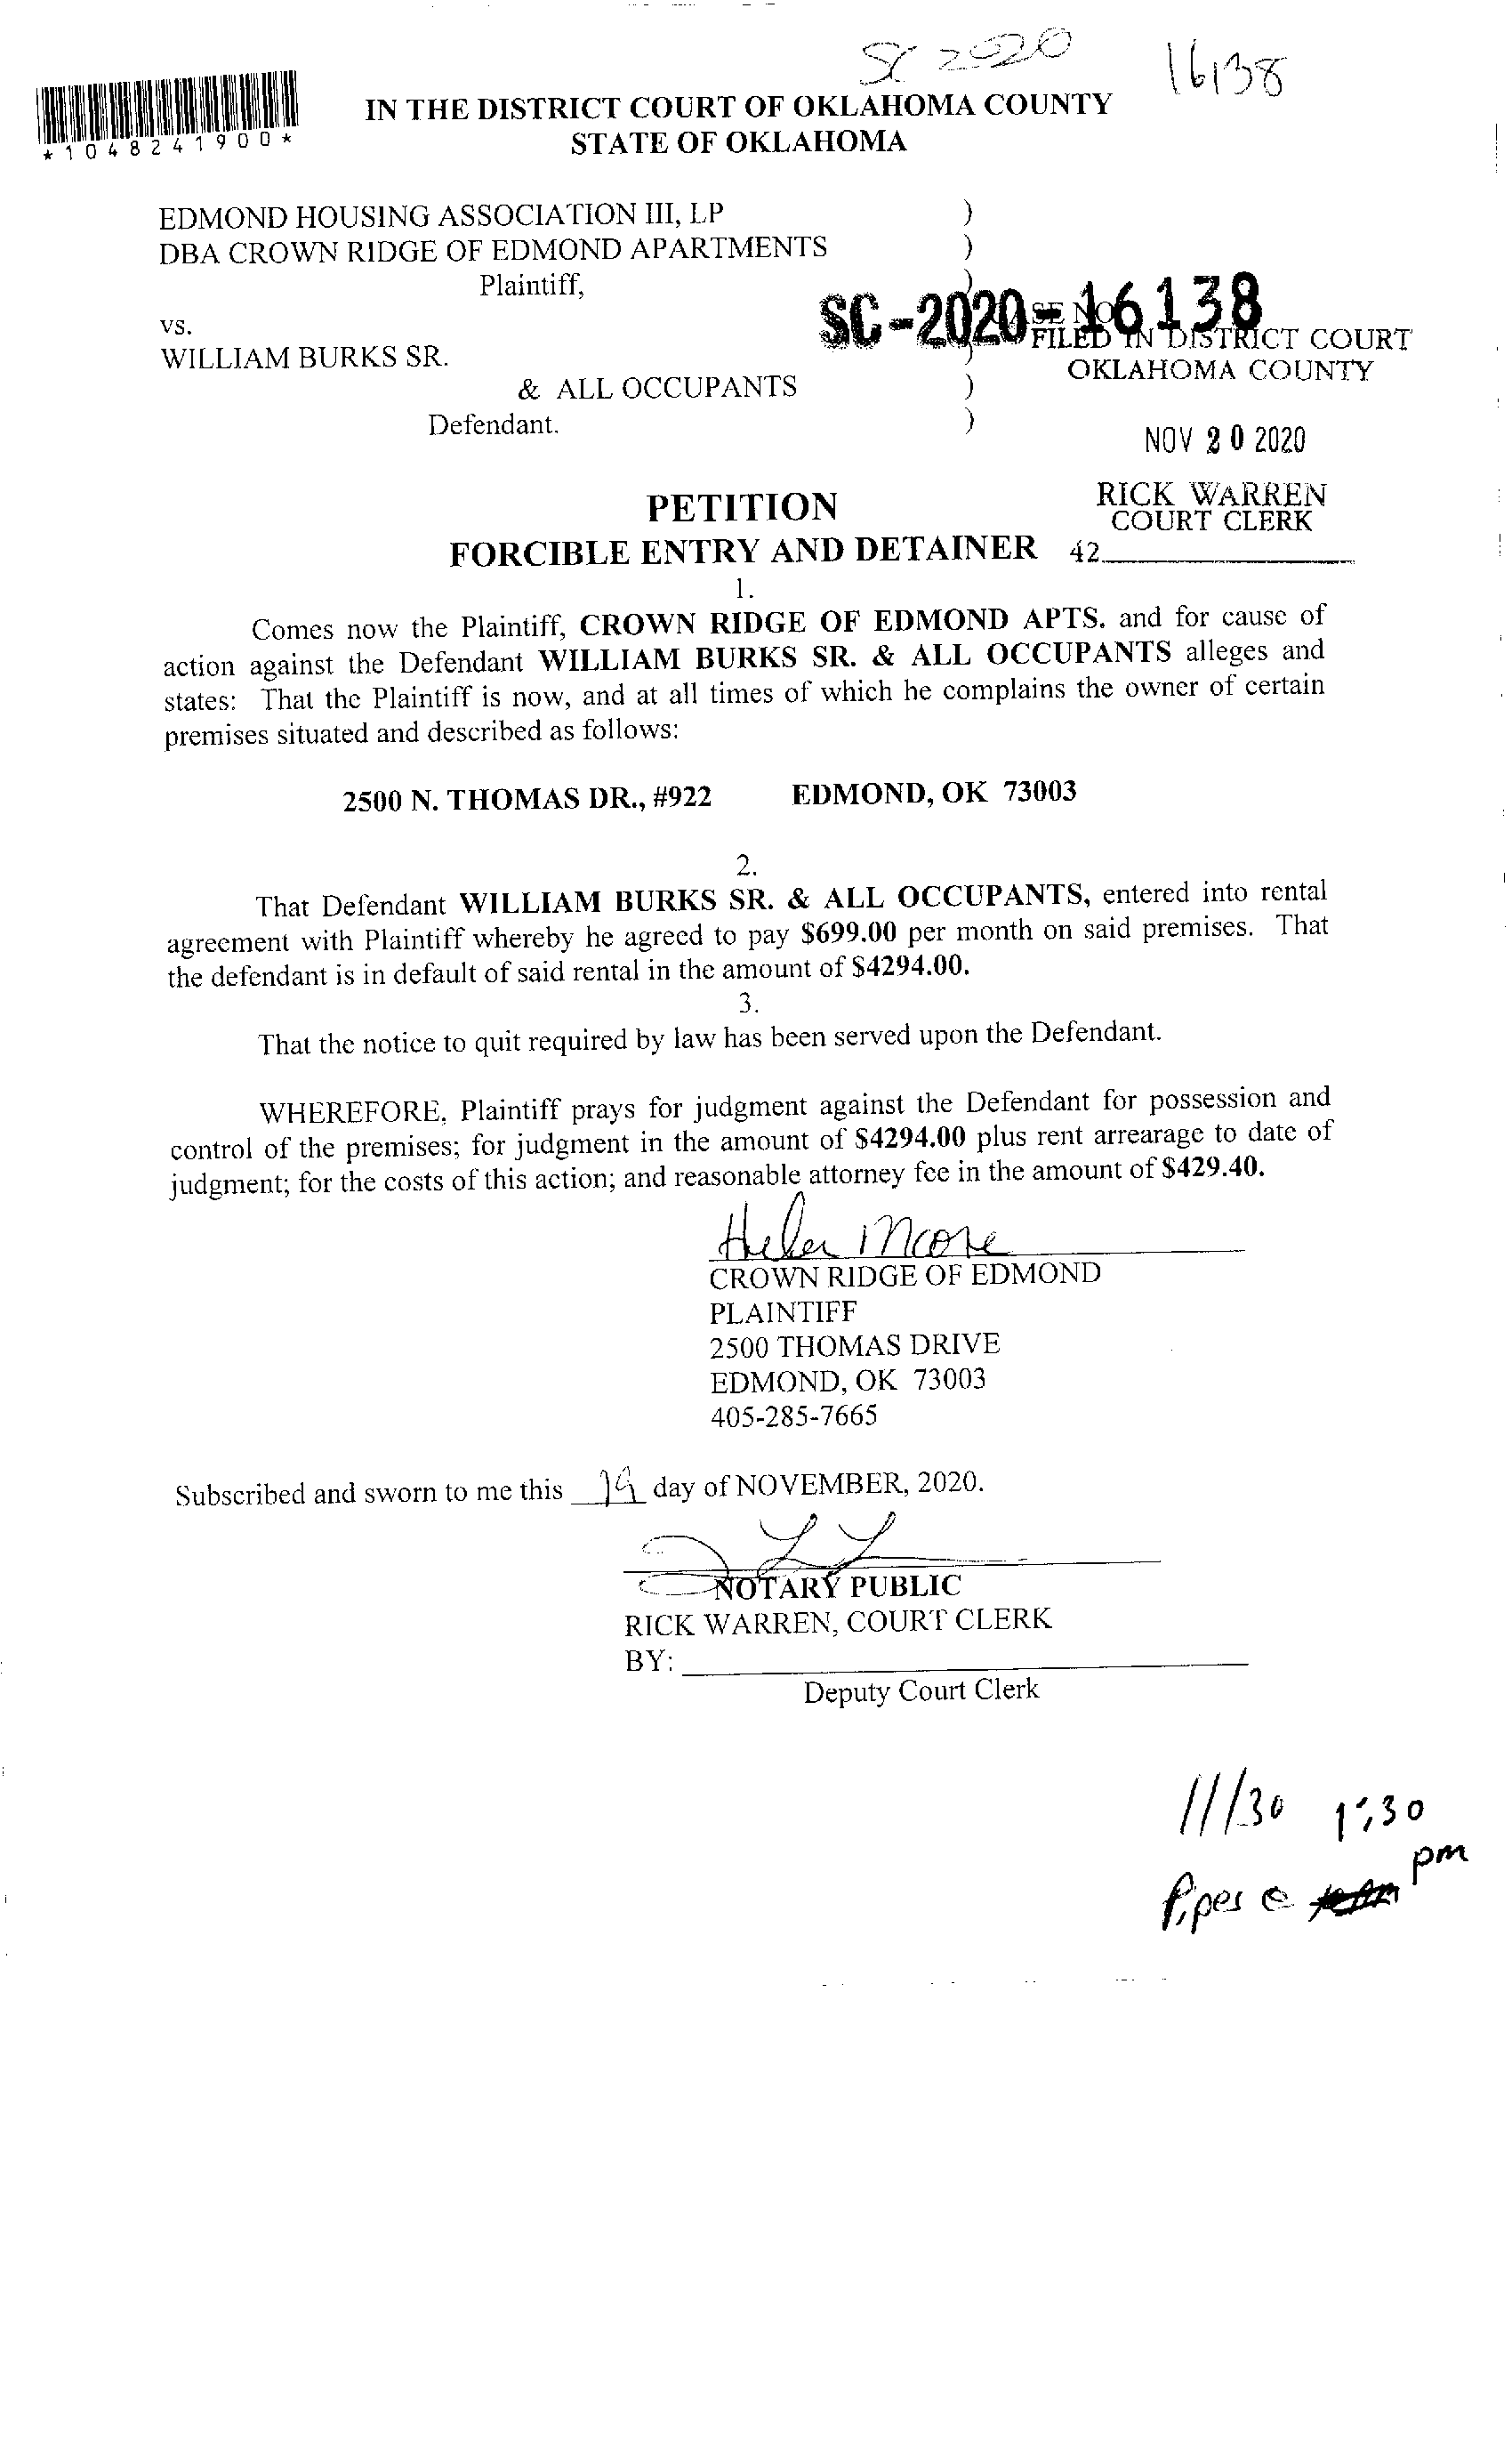 SC 2020 16138
*1048241900*
IN THE DISTRICT COURT OF OKLAHOMA COUNTY
STATE OF OKLAHOMA
EDMOND HOUSING ASSOCIATION III, LP )
DBA CROWN RIDGE OF EDMOND APARTMENTS )
Plaintiff, )
SC-2020-16138
vs.
FILED IN DISTRICT COURT
WILLIAM BURKS SR. )
OKLAHOMA COUNTY
& ALL OCCUPANTS )
Defendant. )
NOV 20 2020
PETITION
RICK WARREN
COURT CLERK
FORCIBLE ENTRY AND DETAINER
42
1.
Comes now the Plaintiff, CROWN RIDGE OF EDMOND APTS. and for cause of
action against the Defendant WILLIAM BURKS SR. & ALL OCCUPANTS alleges and
states: That the Plaintiff is now, and at all times of which he complains the owner of certain
premises situated and described as follows:
2500 N. THOMAS DR., #922 EDMOND, OK 73003
2.
That Defendant WILLIAM BURKS SR. & ALL OCCUPANTS, entered into rental
agreement with Plaintiff whereby he agreed to pay $699.00 per month on said premises. That
the defendant is in default of said rental in the amount of $4294.00.
3.
That the notice to quit required by law has been served upon the Defendant.
WHEREFORE, Plaintiff prays for judgment against the Defendant for possession and
control of the premises; for judgment in the amount of $4294.00 plus rent arrearage to date of
judgment; for the costs of this action; and reasonable attorney fee in the amount of $429.40.
Helen Moore
CROWN RIDGE OF EDMOND
PLAINTIFF
2500 THOMAS DRIVE
EDMOND, OK 73003
405-285-7665
Subscribed and sworn to me this 19 day of NOVEMBER, 2020.
NOTARY PUBLIC
RICK WARREN, COURT CLERK
BY:
Deputy Court Clerk
11/30 1:30
pm
Pipes @